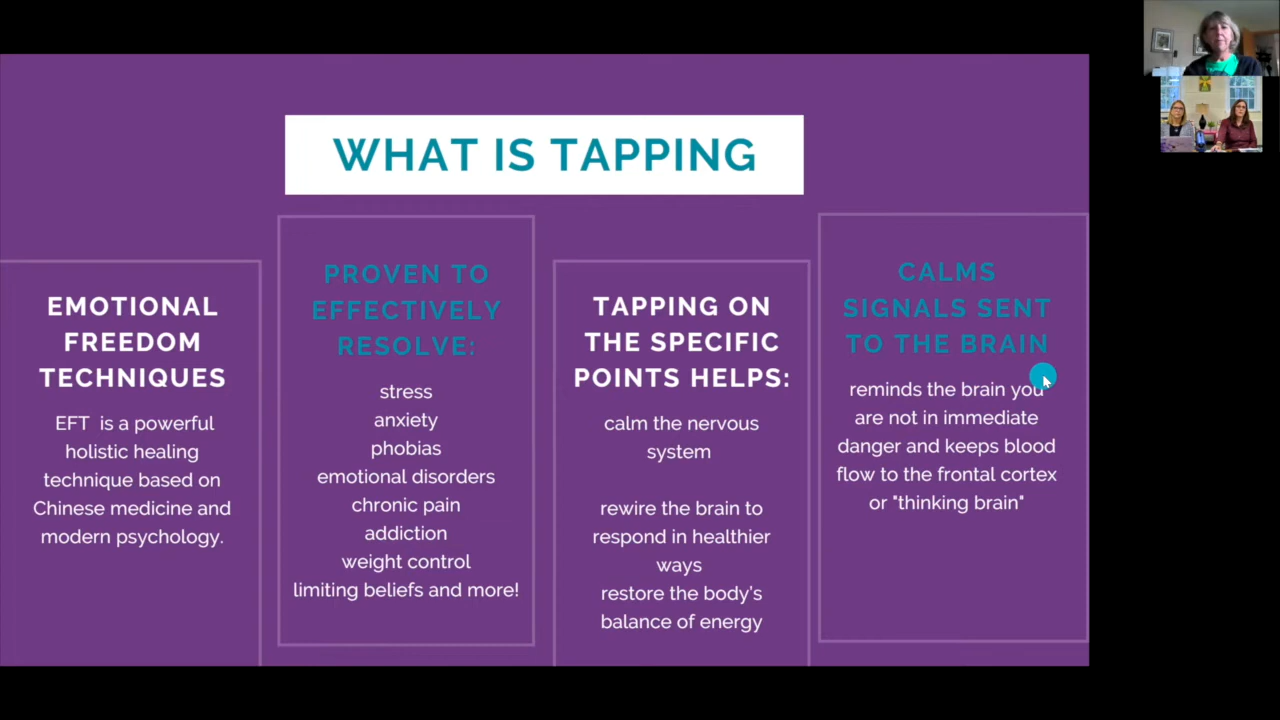 WHAT IS TAPPING
EMOTIONAL
FREEDOM
TECHNIQUES
EFT  is a powerful
holistic healing
technique based on
Chinese medicine and
modern psychology.
PROVEN TO
EFFECTIVELY
RESOLVE:
stress
anxiety
phobias
emotional disorders
chronic pain
addiction
weight control
limiting beliefs and more!
TAPPING ON
THE SPECIFIC
POINTS HELPS:
calm the nervous
system
rewire the brain to
respond in healthier
ways
restore the body's
balance of energy
CALMS
SIGNALS SENT
TO THE BRAIN
reminds the brain you
are not in immediate
danger and keeps blood
flow to the frontal cortex
or "thinking brain"